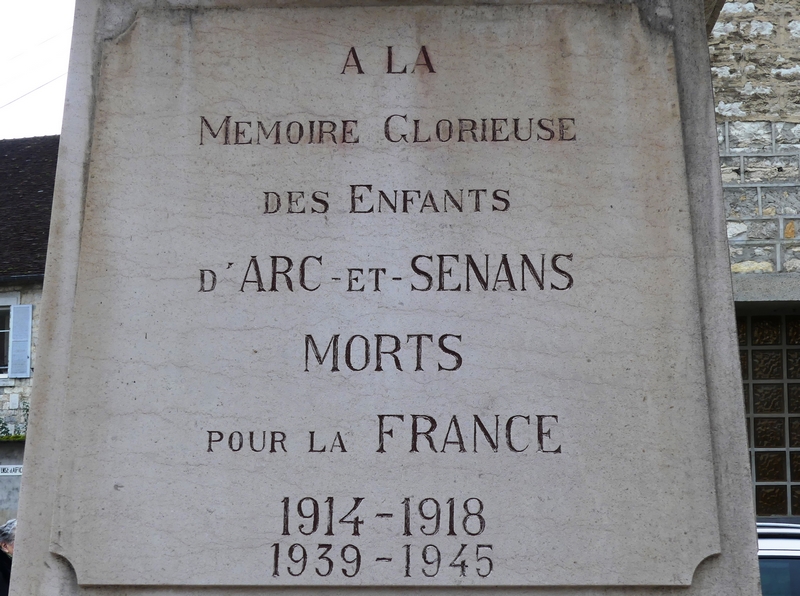 A LA
MEMOIRE GLORIEUSE
DES ENFANTS
D'ARC-ET-SENANS
MORTS
POUR LA FRANCE
1914-1918
1939-1945